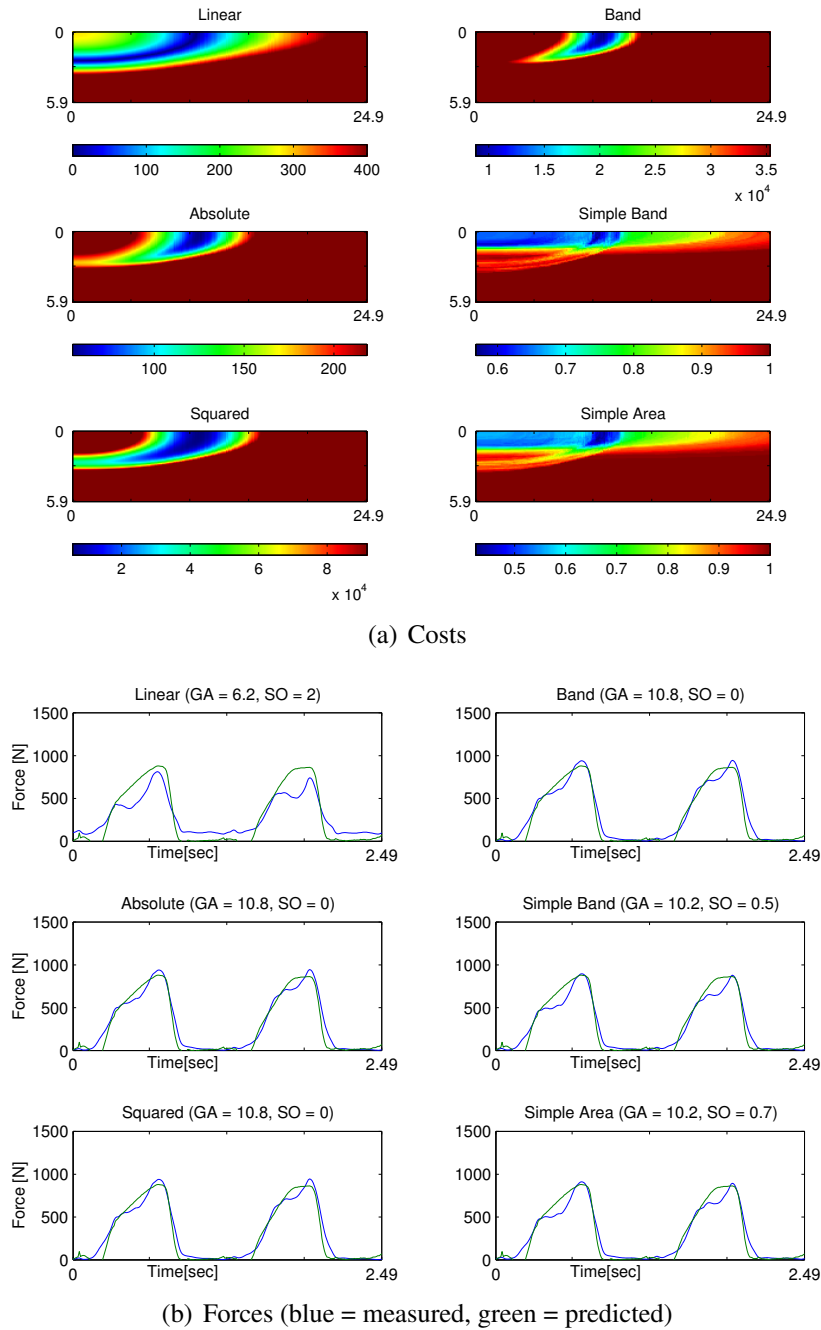 Linear
Band
0
5.9
0
24.9
0
5.9
0
24.9
0 100 200 300 400
1 1.5 2 2.5 3 3.5
x 10^4
Absolute
Simple Band
0
5.9
0
24.9
0
5.9
0
24.9
100 150 200
0.6 0.7 0.8 0.9 1
Squared
Simple Area
0
5.9
0
24.9
0
5.9
0
24.9
2 4 6 8
x 10^4
0.5 0.6 0.7 0.8 0.9 1
(a) Costs
Linear (GA = 6.2, SO = 2)
Band (GA = 10.8, SO = 0)
1500
1000
500
0
Force [N]
0 Time[sec] 2.49
1500
1000
500
0
0 Time[sec] 2.49
Absolute (GA = 10.8, SO = 0)
Simple Band (GA = 10.2, SO = 0.5)
1500
1000
500
0
Force [N]
0 Time[sec] 2.49
1500
1000
500
0
0 Time[sec] 2.49
Squared (GA = 10.8, SO = 0)
Simple Area (GA = 10.2, SO = 0.7)
1500
1000
500
0
Force [N]
0 Time[sec] 2.49
1500
1000
500
0
0 Time[sec] 2.49
(b) Forces (blue = measured, green = predicted)